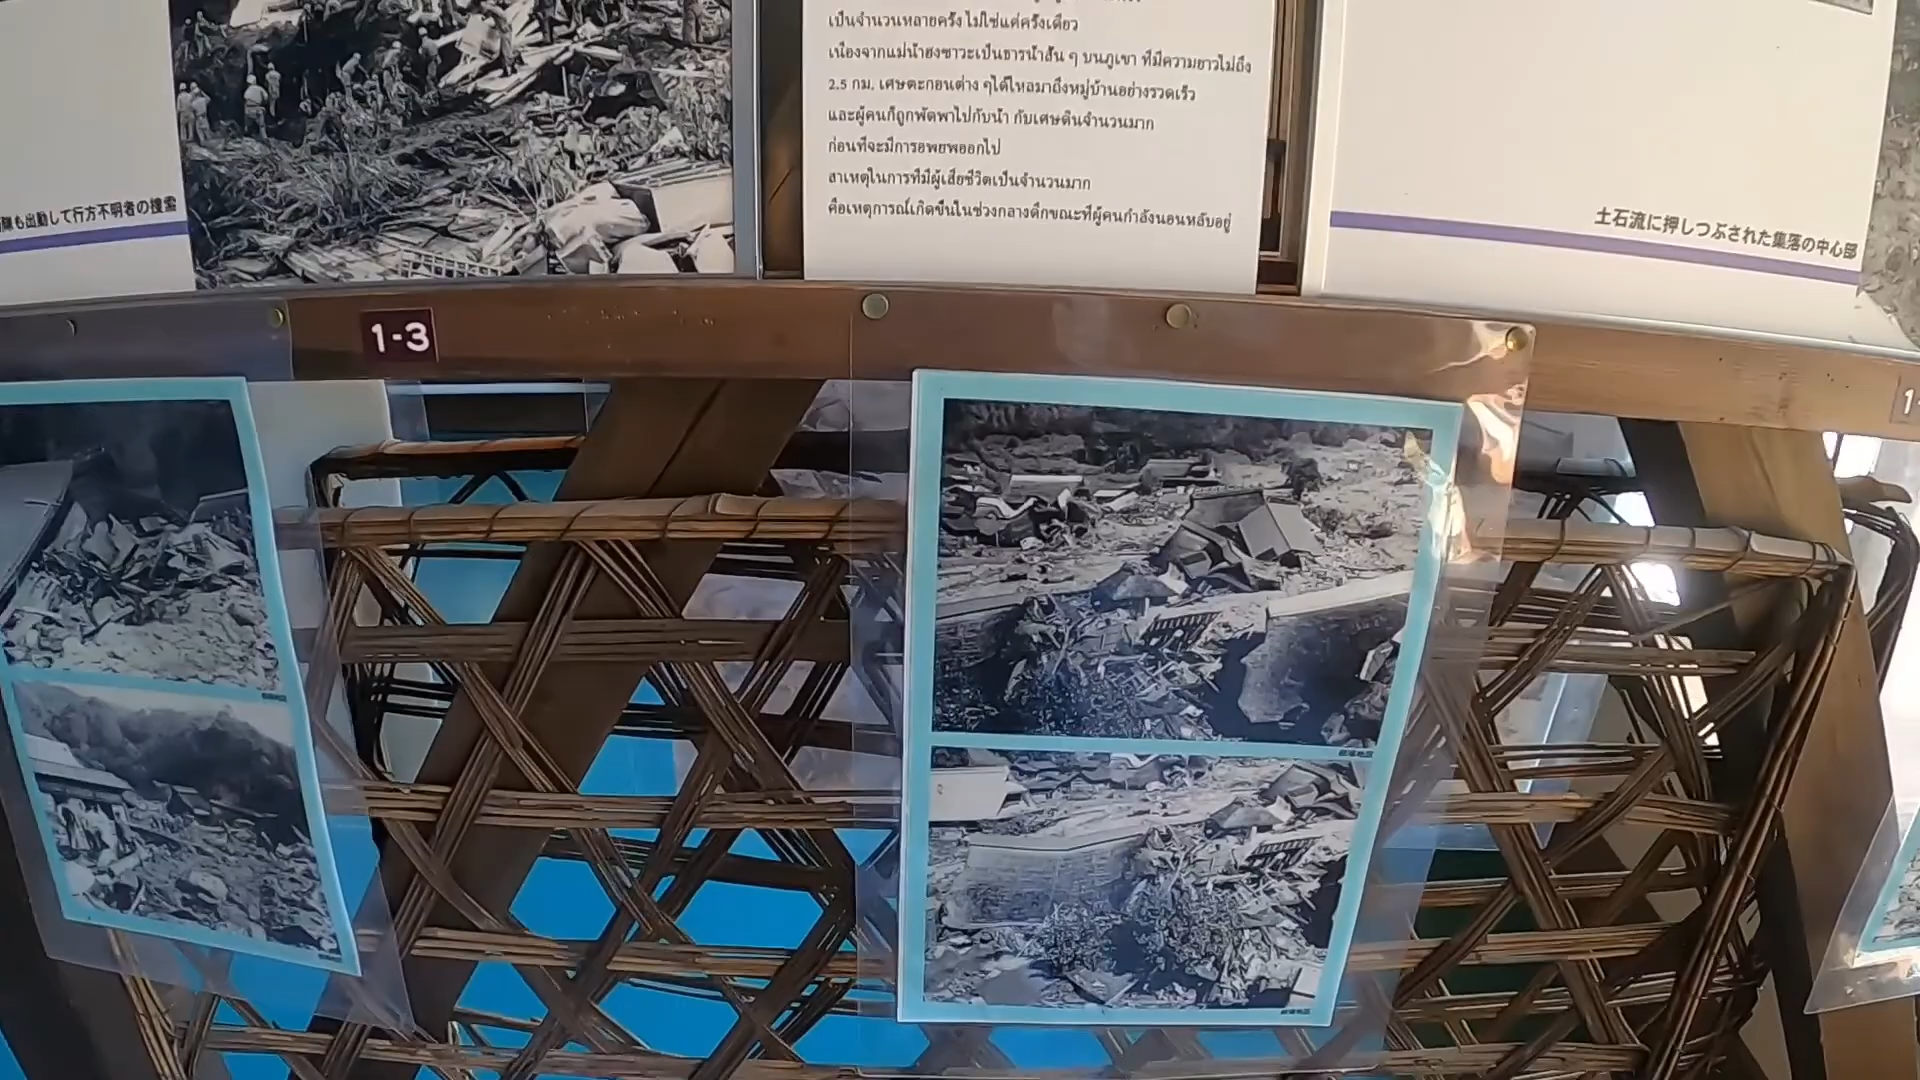 เป็นจำนวนหลายครั้ง ไม่ใช่แค่ครั้งเดียว
เนื่องจากแม่น้ำฮงซาวะเป็นธารน้ำสั้น ๆ บนภูเขา ที่มีความยาวไม่ถึง
2.5 กม. เศษตะกอนต่าง ๆได้ไหลมาถึงหมู่บ้านอย่างรวดเร็ว
และผู้คนก็ถูกพัดพาไปกับน้ำ กับเศษดินจำนวนมาก
ก่อนที่จะมีการอพยพออกไป
สาเหตุในการที่มีผู้เสียชีวิตเป็นจำนวนมาก
คือเหตุการณ์เกิดขึ้นในช่วงกลางดึกขณะที่ผู้คนกำลังนอนหลับอยู่
隊も出動して行方不明者の捜索
土石流に押しつぶされた集落の中心部
1-3
根場地区